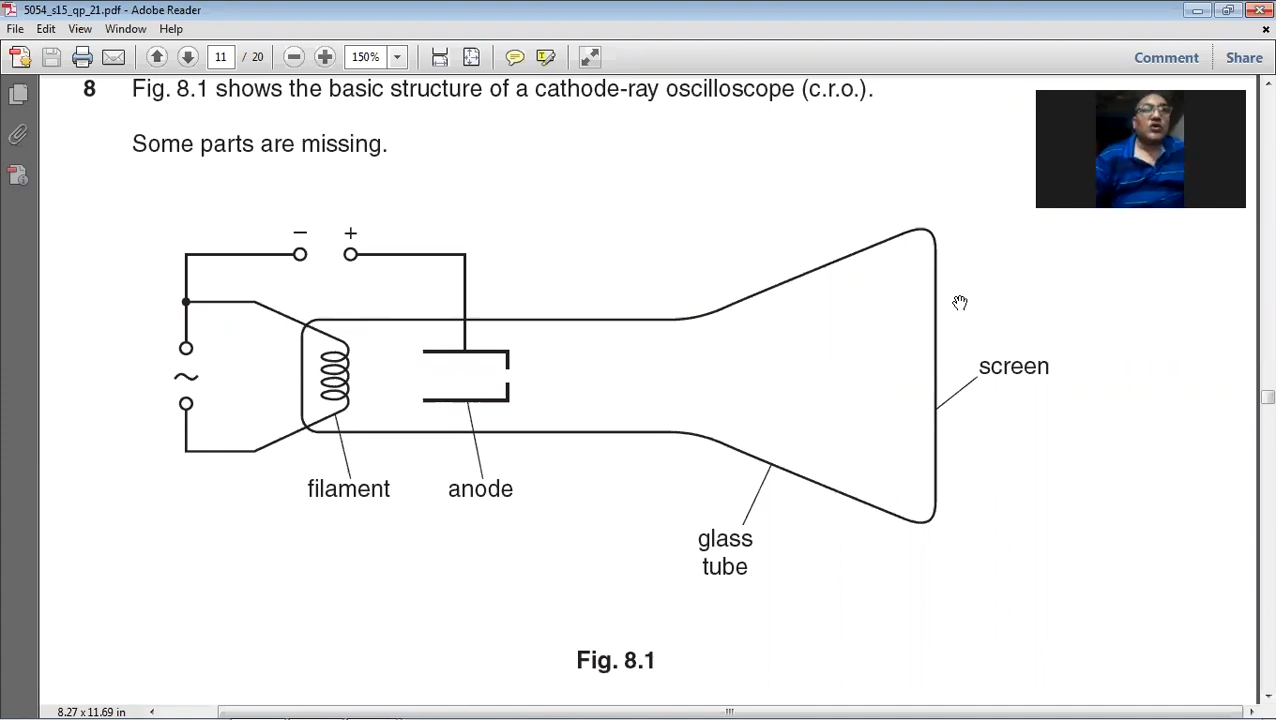 5054_s15_qp_21.pdf - Adobe Reader
File Edit View Window Help
11 / 20 150% Comment Share
8 Fig. 8.1 shows the basic structure of a cathode-ray oscilloscope (c.r.o.).
Some parts are missing.
– +
~
screen
filament anode
glass
tube
Fig. 8.1
8.27 x 11.69 in